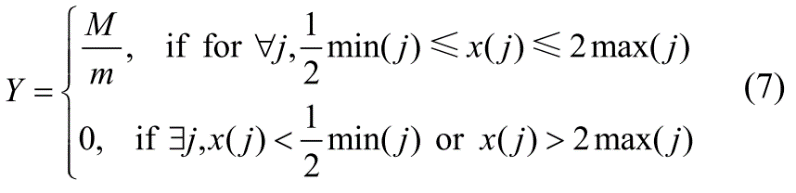 Y = { M/m, if for ∀j, 1/2 min(j) ≤ x(j) ≤ 2 max(j)
0, if ∃j, x(j) < 1/2 min(j) or x(j) > 2 max(j) (7)